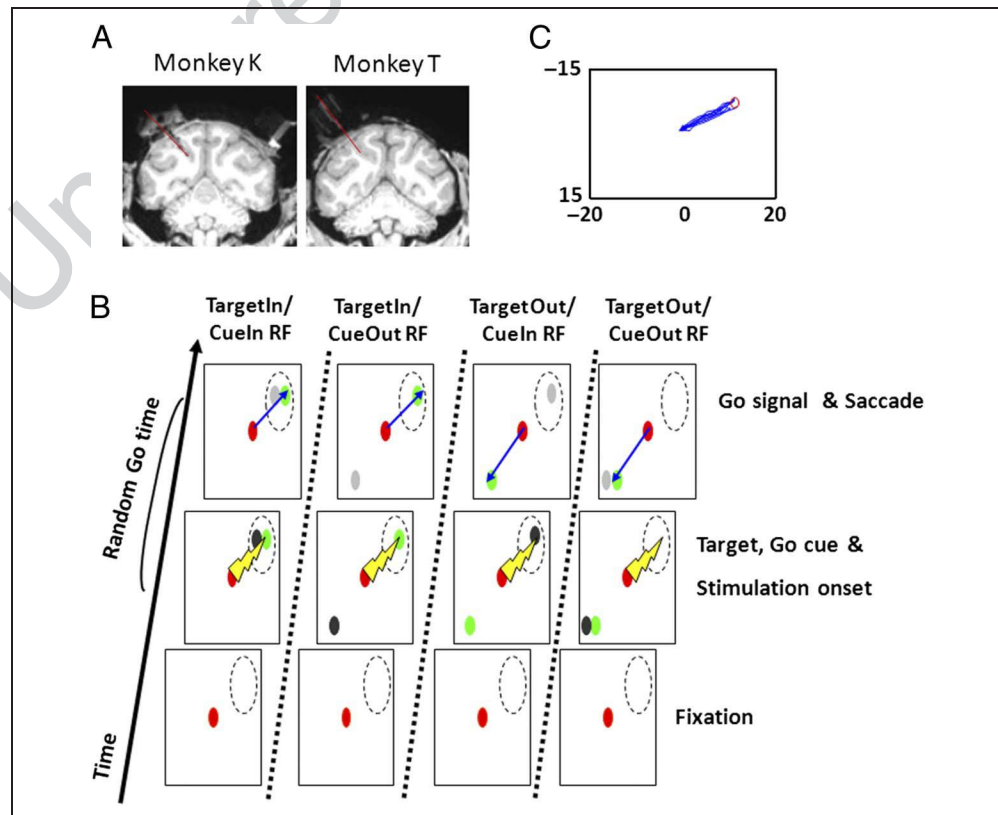 A
Monkey K
Monkey T
C
−15
15
−20
0
20
B
TargetIn/
CueIn RF
TargetIn/
CueOut RF
TargetOut/
CueIn RF
TargetOut/
CueOut RF
Go signal & Saccade
Random Go time
Target, Go cue &
Stimulation onset
Fixation
Time